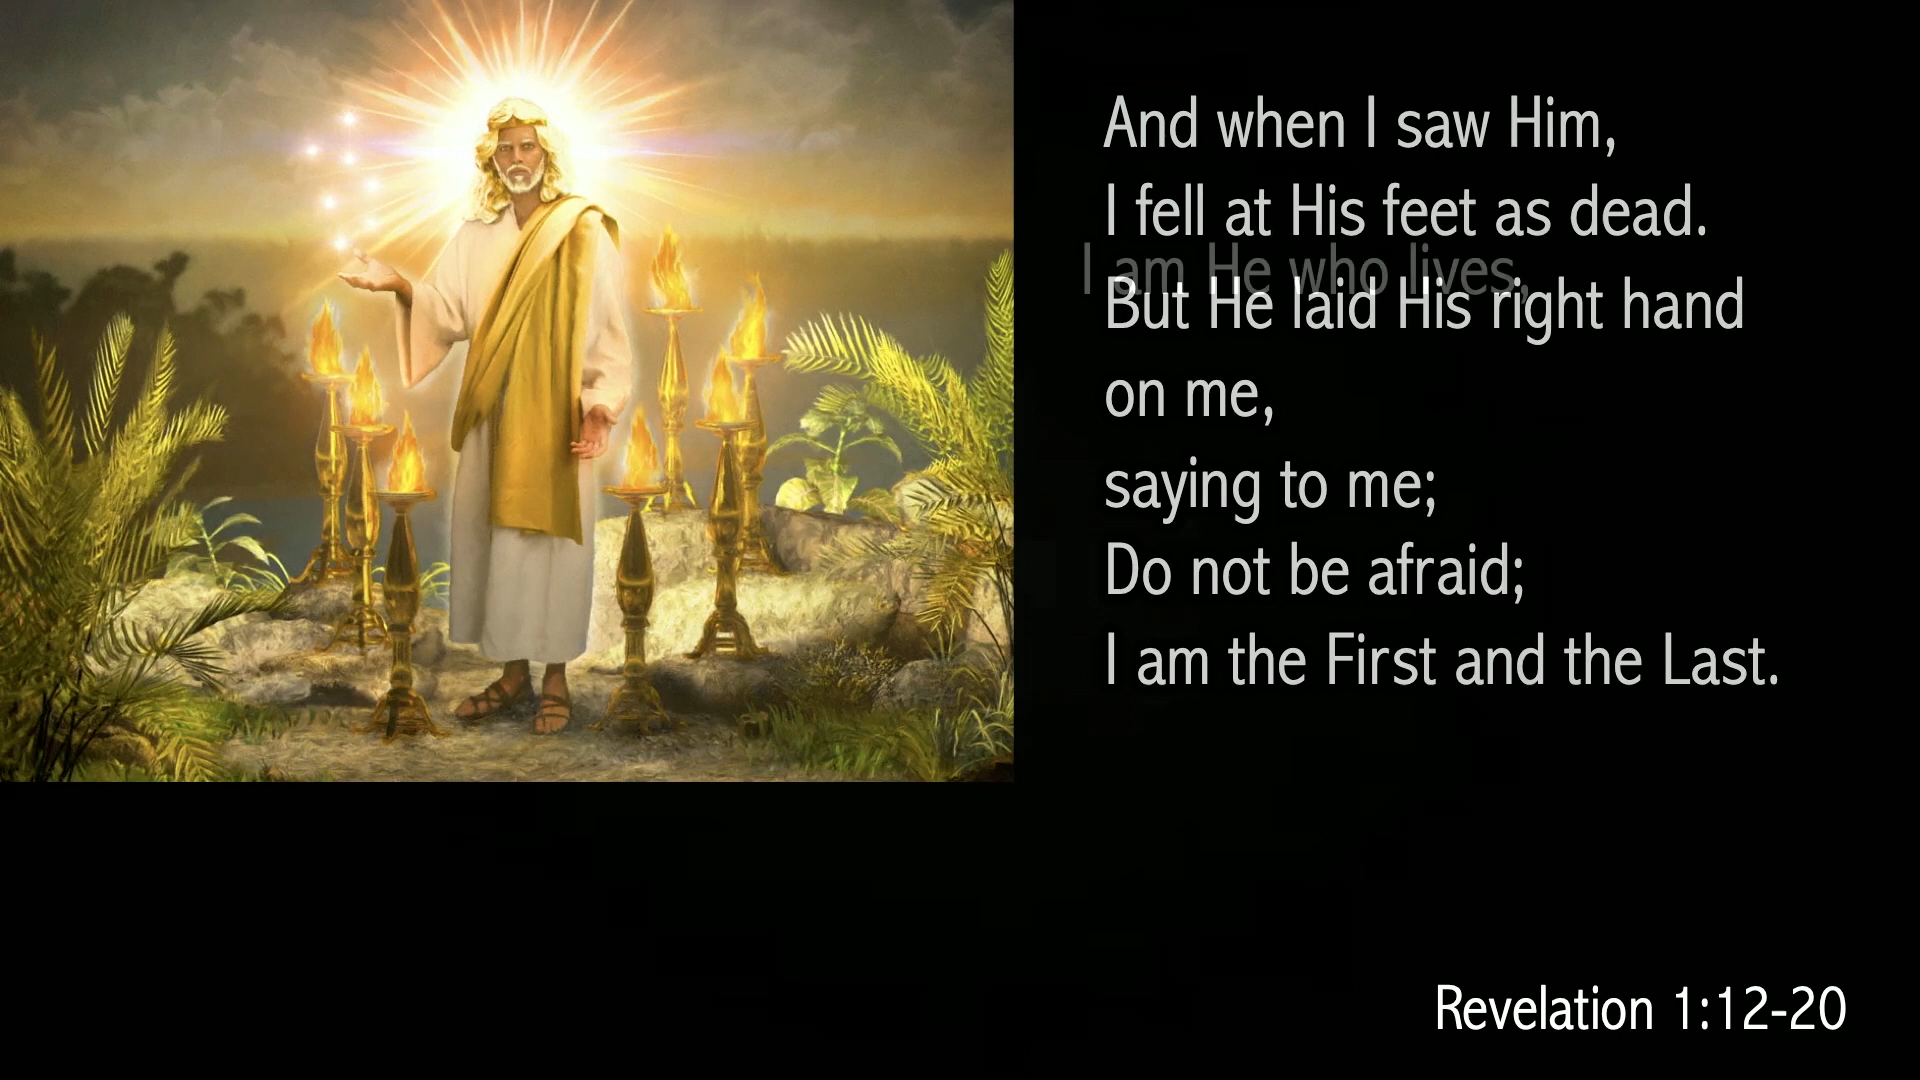 And when I saw Him,
I fell at His feet as dead.
I am He who lives,
But He laid His right hand
on me,
saying to me;
Do not be afraid;
I am the First and the Last.
Revelation 1:12-20